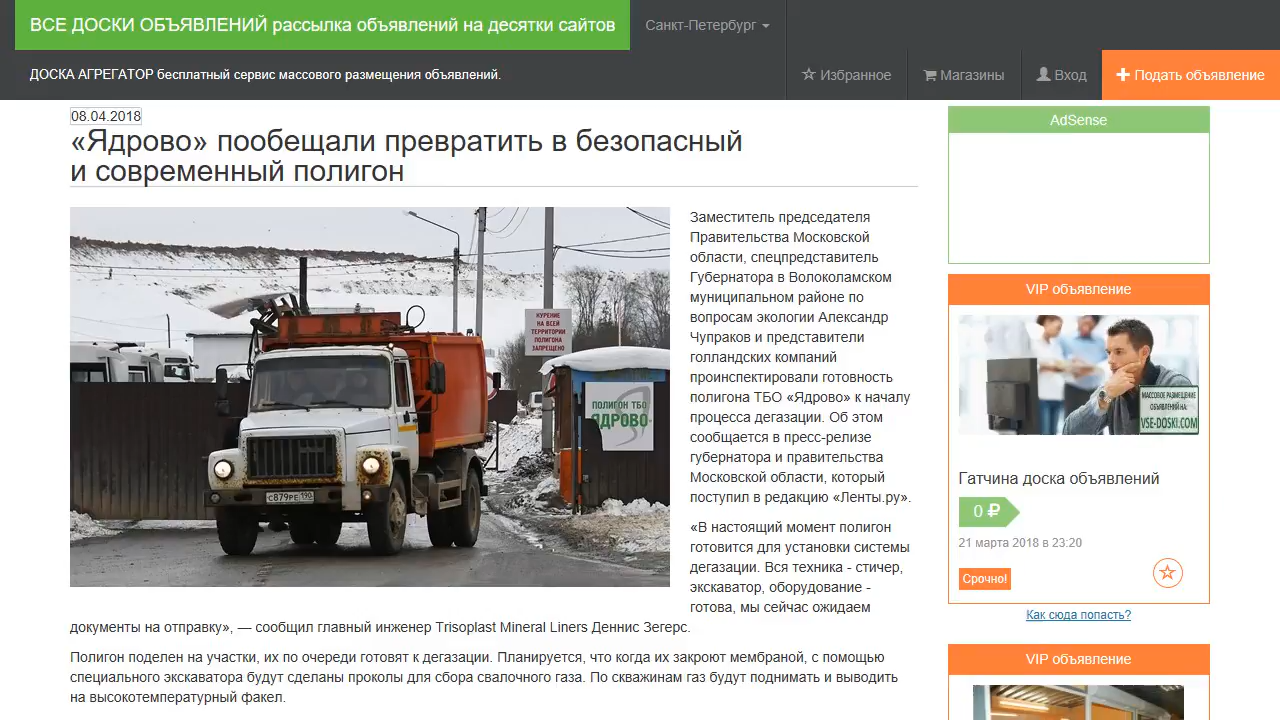 ВСЕ ДОСКИ ОБЪЯВЛЕНИЙ рассылка объявлений на десятки сайтов
Санкт-Петербург
ДОСКА АГРЕГАТОР бесплатный сервис массового размещения объявлений.
Избранное
Магазины
Вход
Подать объявление
08.04.2018
«Ядрово» пообещали превратить в безопасный
и современный полигон
КУРЕНИЕ
НА ВСЕЙ
ТЕРРИТОРИИ
ПОЛИГОНА
ЗАПРЕЩЕНО
ПОЛИГОН ТБО
ЯДРОВО
С879РЕ 190
Заместитель председателя
Правительства Московской
области, спецпредставитель
Губернатора в Волоколамском
муниципальном районе по
вопросам экологии Александр
Чупраков и представители
голландских компаний
проинспектировали готовность
полигона ТБО «Ядрово» к началу
процесса дегазации. Об этом
сообщается в пресс-релизе
губернатора и правительства
Московской области, который
поступил в редакцию «Ленты.ру».
«В настоящий момент полигон
готовится для установки системы
дегазации. Вся техника - стичер,
экскаватор, оборудование -
готова, мы сейчас ожидаем
документы на отправку», — сообщил главный инженер Trisoplast Mineral Liners Деннис Зегерс.
Полигон поделен на участки, их по очереди готовят к дегазации. Планируется, что когда их закроют мембраной, с помощью
специального экскаватора будут сделаны проколы для сбора свалочного газа. По скважинам газ будут поднимать и выводить
на высокотемпературный факел.
AdSense
VIP объявление
МАССОВОЕ РАЗМЕЩЕНИЕ
ОБЪЯВЛЕНИЙ НА:
VSE-DOSKI.COM
Гатчина доска объявлений
0 ₽
21 марта 2018 в 23:20
Срочно!
Как сюда попасть?
VIP объявление